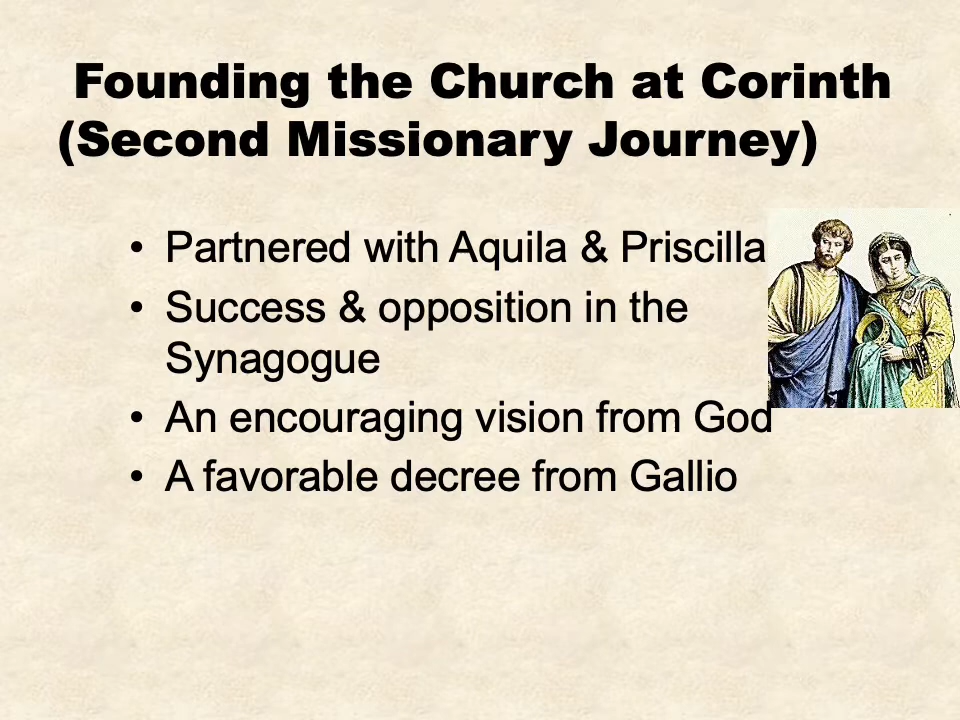 Founding the Church at Corinth
(Second Missionary Journey)
• Partnered with Aquila & Priscilla
• Success & opposition in the
Synagogue
• An encouraging vision from God
• A favorable decree from Gallio